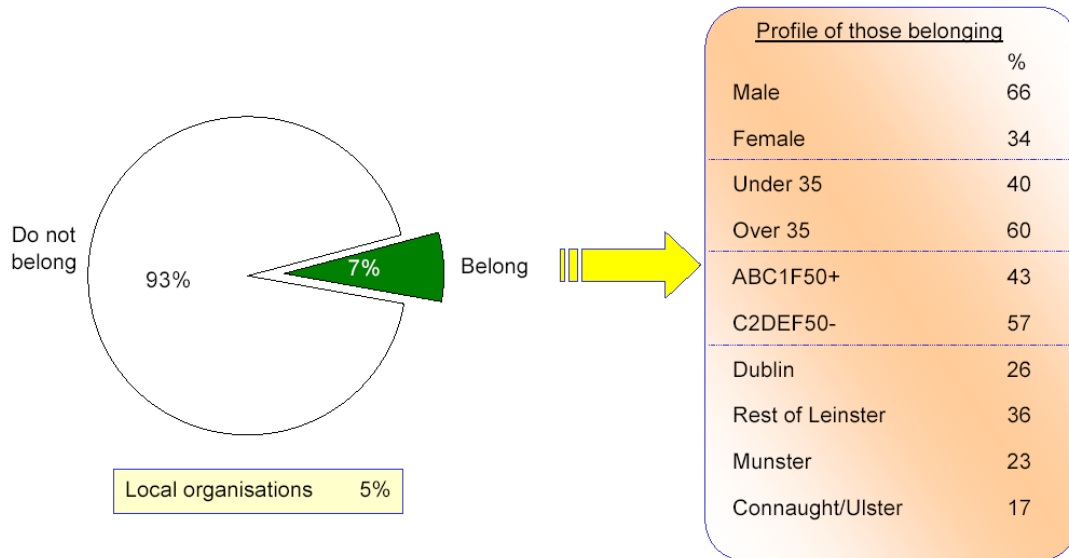 Do not
belong
93%
7%
Belong
Local organisations 5%
Profile of those belonging
%
Male 66
Female 34
Under 35 40
Over 35 60
ABC1F50+ 43
C2DEF50- 57
Dublin 26
Rest of Leinster 36
Munster 23
Connaught/Ulster 17